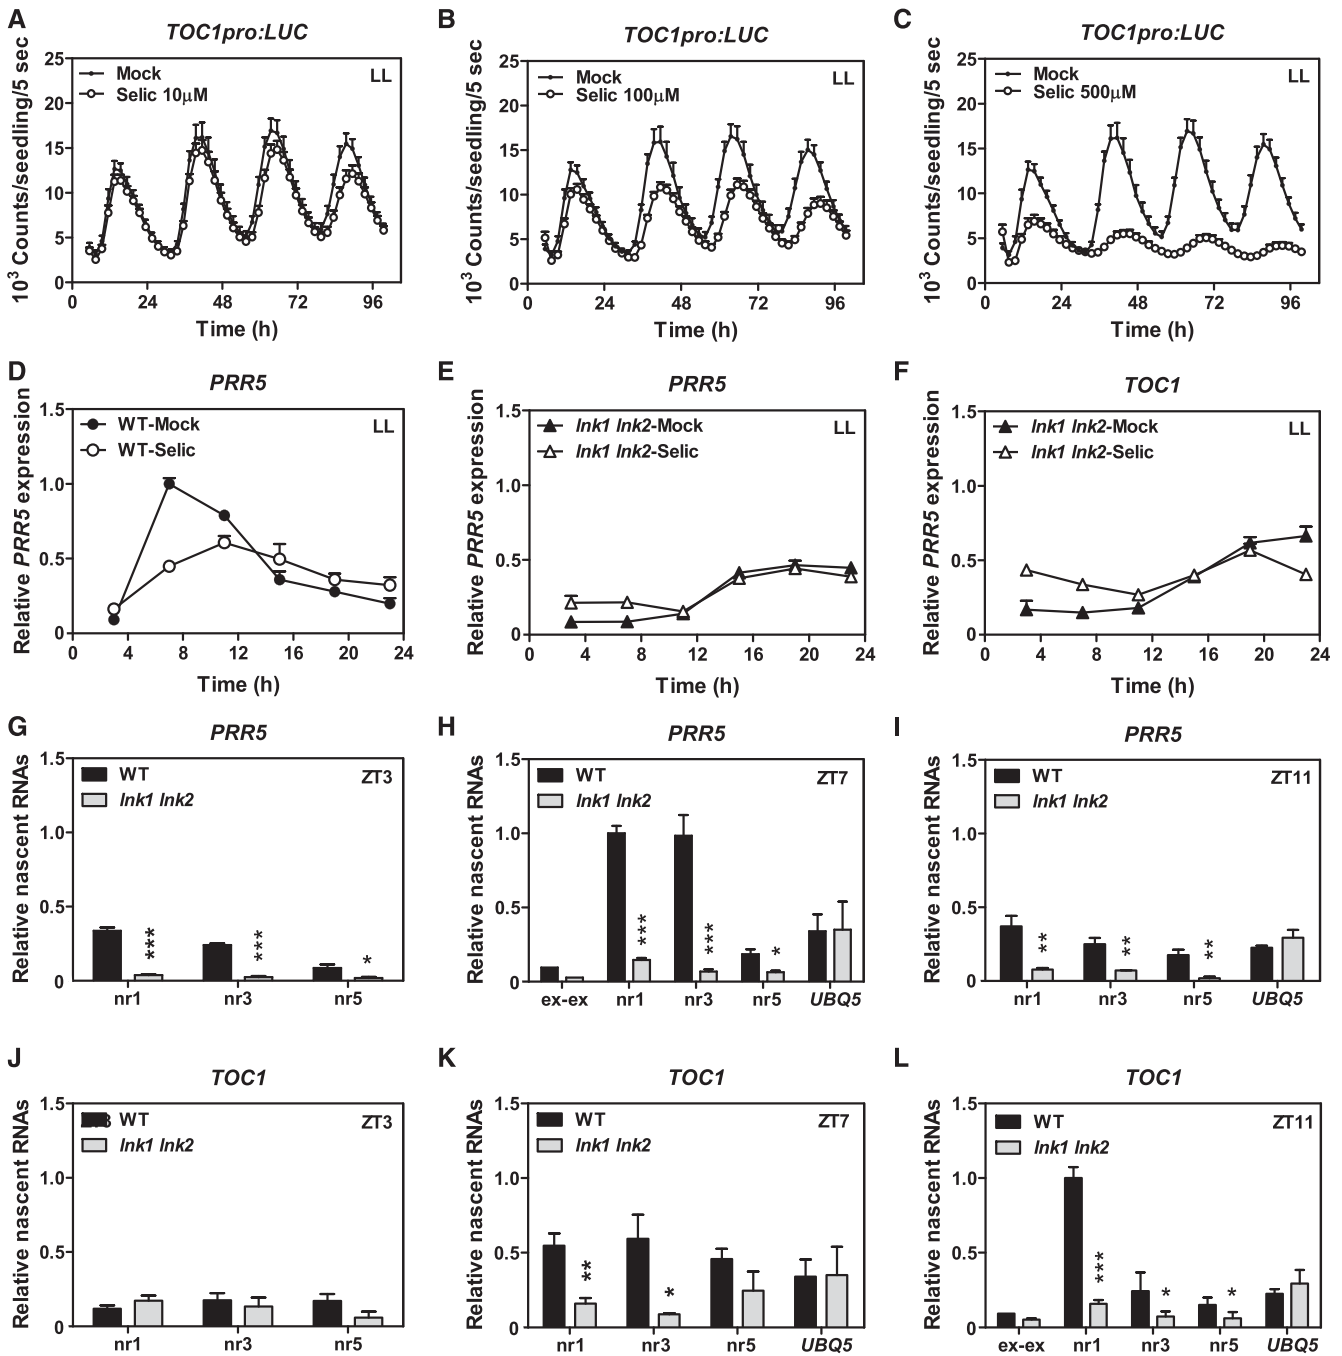 A
TOC1pro:LUC
10³ Counts/seedling/5 sec
25
20
15
10
5
0
Mock
Selic 10μM
LL
0 24 48 72 96
Time (h)
B
TOC1pro:LUC
10³ Counts/seedling/5 sec
25
20
15
10
5
0
Mock
Selic 100μM
LL
0 24 48 72 96
Time (h)
C
TOC1pro:LUC
10³ Counts/seedling/5 sec
25
20
15
10
5
0
Mock
Selic 500μM
LL
0 24 48 72 96
Time (h)
D
PRR5
Relative PRR5 expression
1.5
1.0
0.5
0
WT-Mock
WT-Selic
LL
0 4 8 12 16 20 24
Time (h)
E
PRR5
Relative PRR5 expression
1.5
1.0
0.5
0
lnk1 lnk2-Mock
lnk1 lnk2-Selic
LL
0 4 8 12 16 20 24
Time (h)
F
TOC1
Relative PRR5 expression
1.5
1.0
0.5
0
lnk1 lnk2-Mock
lnk1 lnk2-Selic
LL
0 4 8 12 16 20 24
Time (h)
G
PRR5
Relative nascent RNAs
1.5
1.0
0.5
0
WT
lnk1 lnk2
ZT3
*** *** *
nr1 nr3 nr5
H
PRR5
Relative nascent RNAs
1.5
1.0
0.5
0
WT
lnk1 lnk2
ZT7
*** *** *
ex-ex nr1 nr3 nr5 UBQ5
I
PRR5
Relative nascent RNAs
1.5
1.0
0.5
0
WT
lnk1 lnk2
ZT11
** ** **
nr1 nr3 nr5 UBQ5
J
TOC1
Relative nascent RNAs
1.5
1.0
0.5
0
WT
lnk1 lnk2
ZT3
nr1 nr3 nr5
K
TOC1
Relative nascent RNAs
1.5
1.0
0.5
0
WT
lnk1 lnk2
ZT7
** *
nr1 nr3 nr5 UBQ5
L
TOC1
Relative nascent RNAs
1.5
1.0
0.5
0
WT
lnk1 lnk2
ZT11
*** * *
ex-ex nr1 nr3 nr5 UBQ5